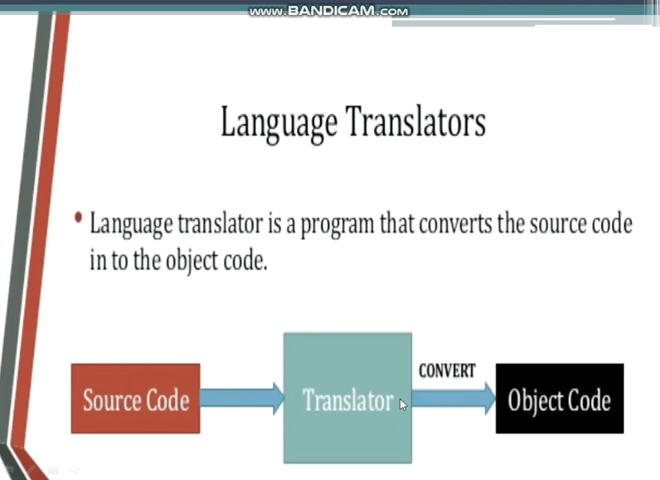 WWW.BANDICAM.COM
Language Translators
• Language translator is a program that converts the source code
in to the object code.
CONVERT
Source Code
Translator
Object Code